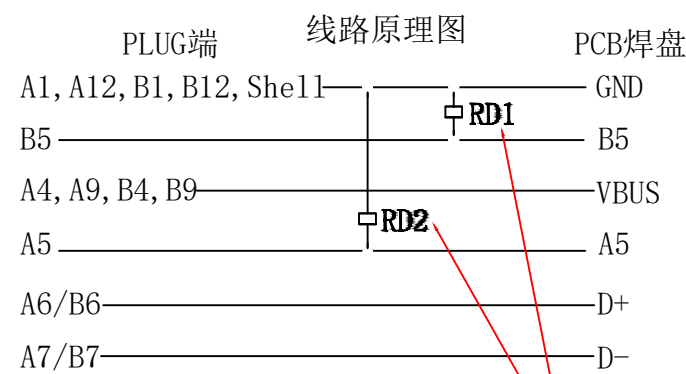 线路原理图
PLUG端
PCB焊盘
A1,A12,B1,B12,Shell
GND
RD1
B5
B5
A4,A9,B4,B9
VBUS
RD2
A5
A5
A6/B6
D+
A7/B7
D-